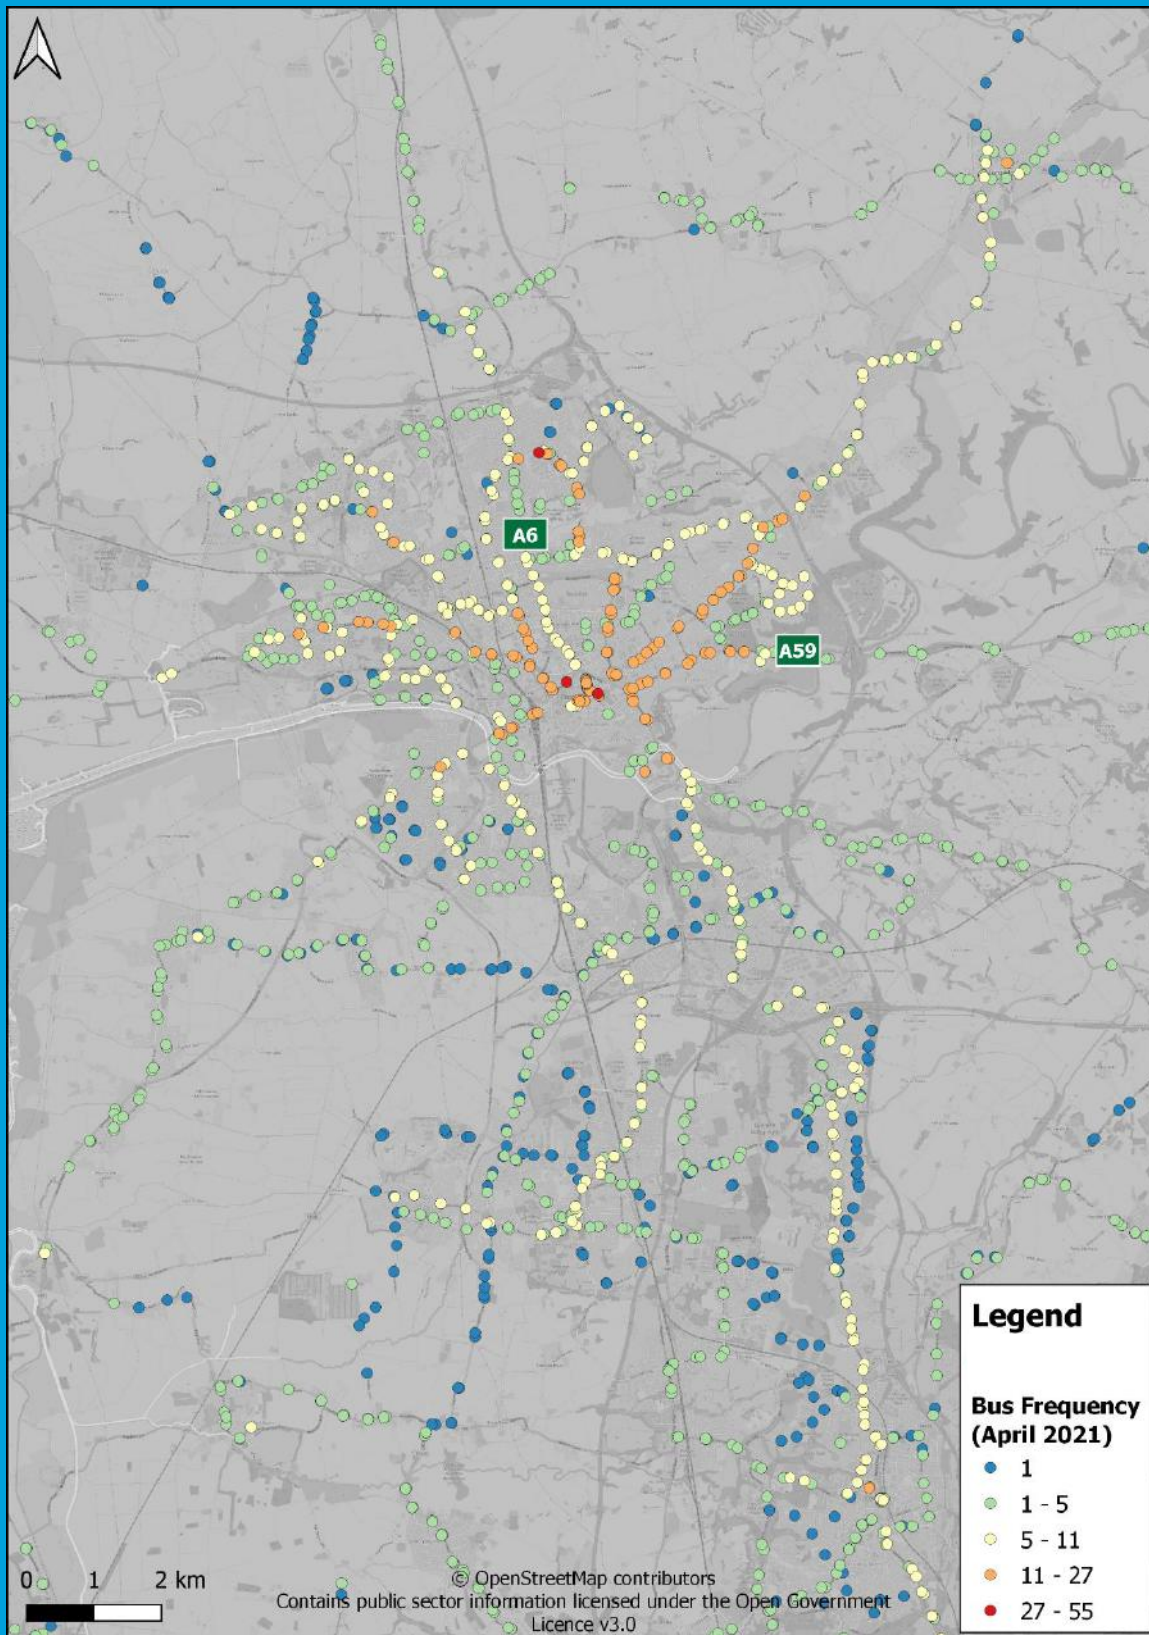 A6
A59
Legend
Bus Frequency
(April 2021)
1
1 - 5
5 - 11
11 - 27
27 - 55
0 1 2 km
© OpenStreetMap contributors
Contains public sector information licensed under the Open Government
Licence v3.0